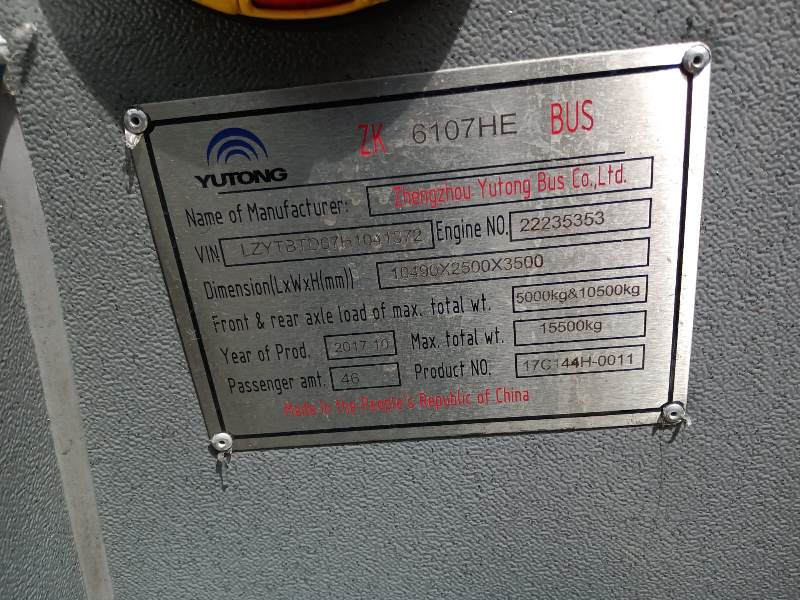 ZK 6107HE BUS
YUTONG
Name of Manufacturer: Zhengzhou Yutong Bus Co.,Ltd.
VIN Engine NO. 22235353
Dimension(LxWxH(mm)) 10490X2500X3500
Front & rear axle load of max. total wt. 5000kg&10500kg
Year of Prod. 2017.10 Max. total wt. 15500kg
Passenger amt. 46 Product NO. 17C144H-0011
Made in the People's Republic of China